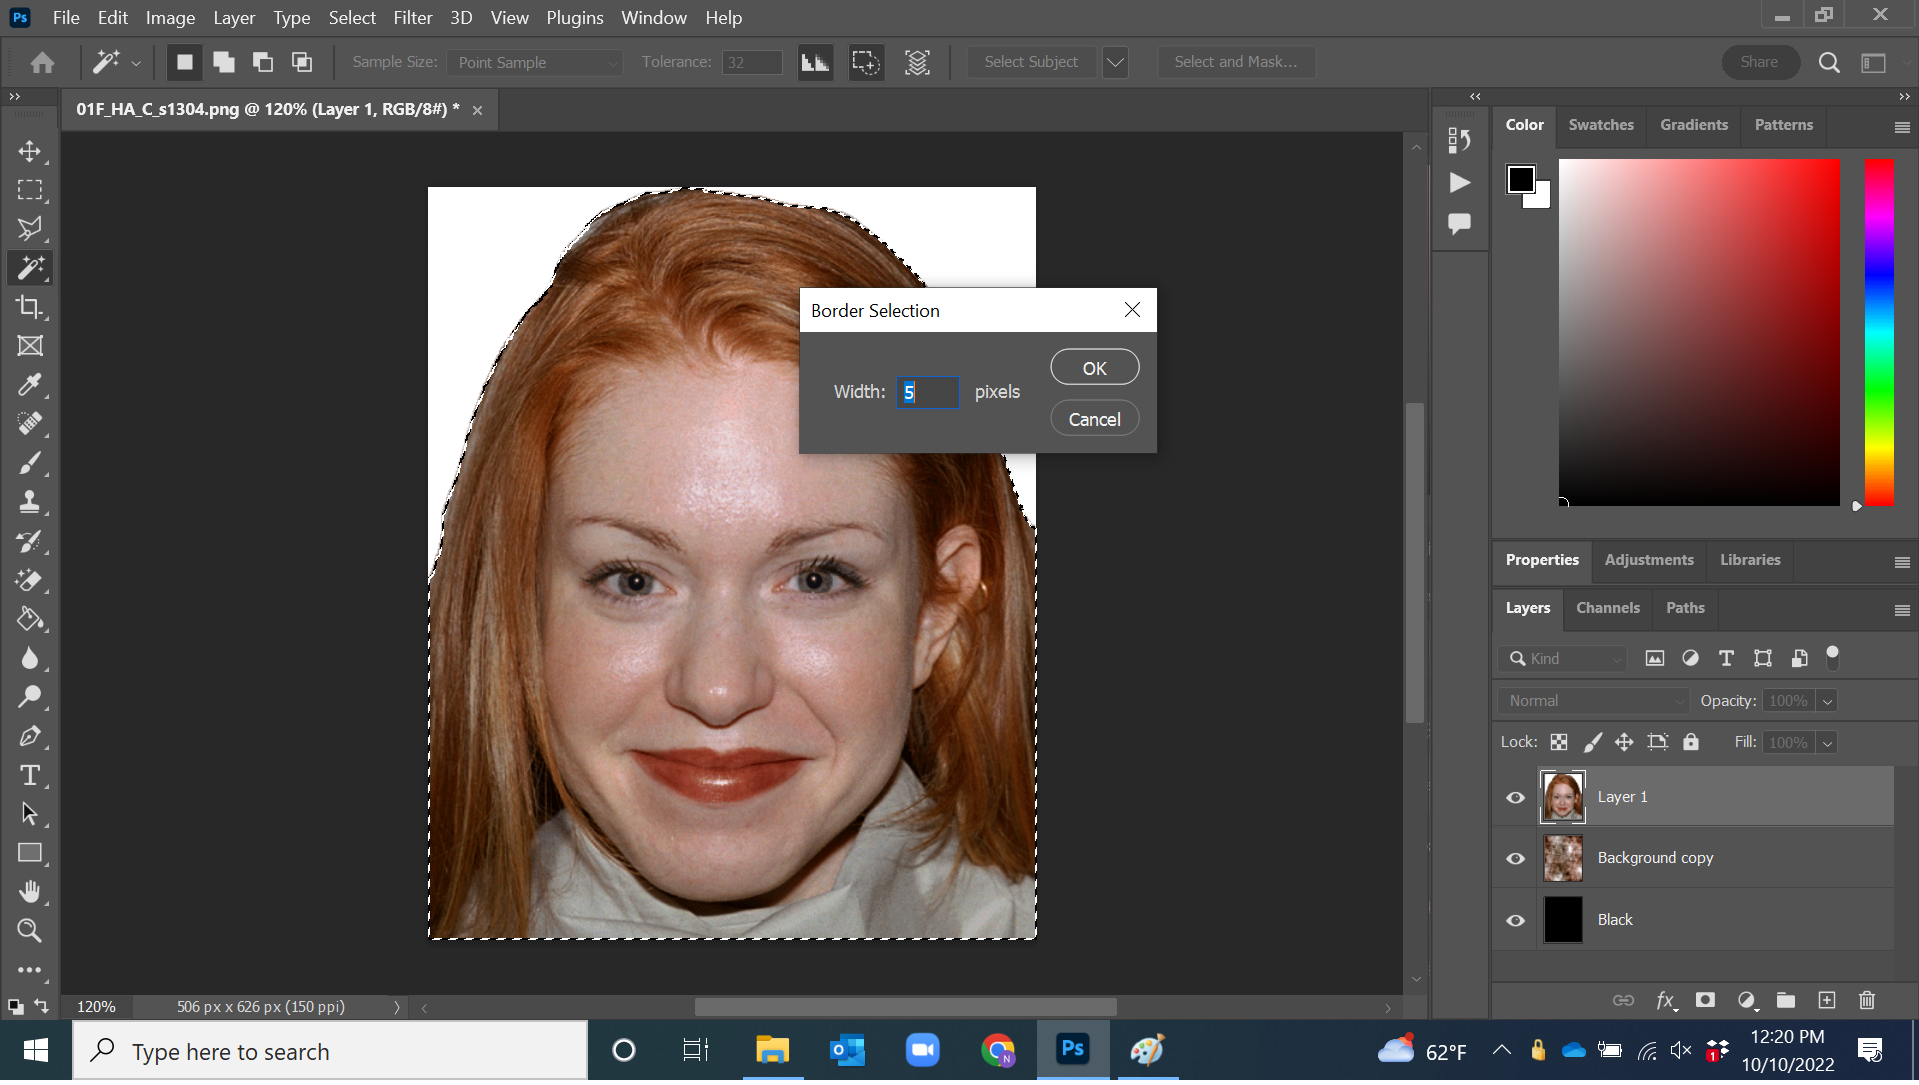 Ps File Edit Image Layer Type Select Filter 3D View Plugins Window Help
Sample Size: Point Sample Tolerance: 32 Select Subject Select and Mask... Share
01F_HA_C_s1304.png @ 120% (Layer 1, RGB/8#) *
Color Swatches Gradients Patterns
Border Selection
OK
Width: 5 pixels
Cancel
Properties Adjustments Libraries
Layers Channels Paths
Kind
Normal Opacity: 100%
Lock: Fill: 100%
Layer 1
Background copy
Black
120% 506 px x 626 px (150 ppi)
fx
Type here to search
N
Ps
62°F
1
12:20 PM
10/10/2022